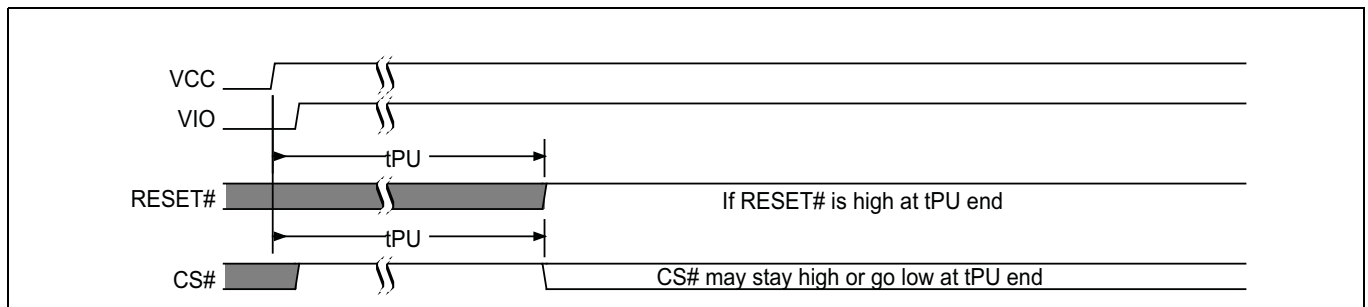 VCC
VIO
tPU
RESET#
If RESET# is high at tPU end
tPU
CS#
CS# may stay high or go low at tPU end